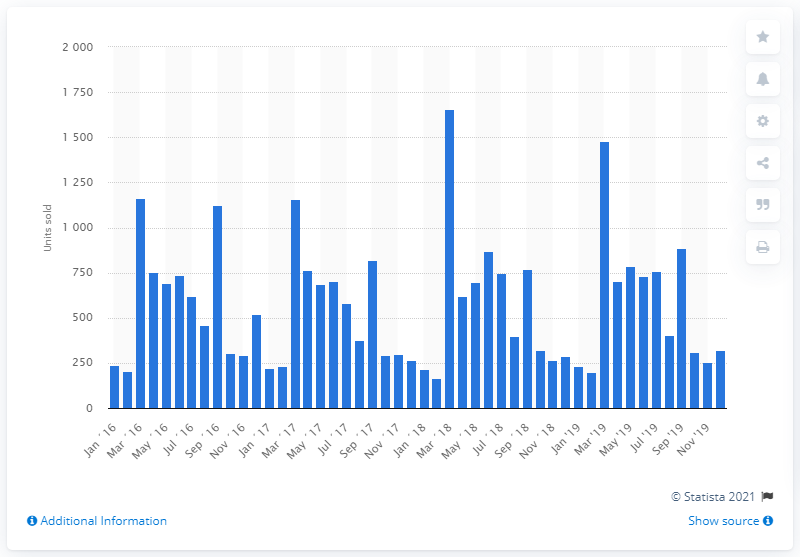 2 000
1 750
1 500
1 250
1 000
750
500
250
0
Units sold
Jan ´ 16
Mar ´ 16
May ´ 16
Jul ´ 16
Sep ´ 16
Nov ´ 16
Jan ´ 17
Mar ´ 17
May ´ 17
Jul ´ 17
Sep ´ 17
Nov ´ 17
Jan ´ 18
Mar ´ 18
May ´ 18
Jul ´ 18
Sep ´ 18
Nov ´ 18
Jan '19
Mar '19
May '19
Jul '19
Sep '19
Nov'19
© Statista 2021
Additional Information
Show source